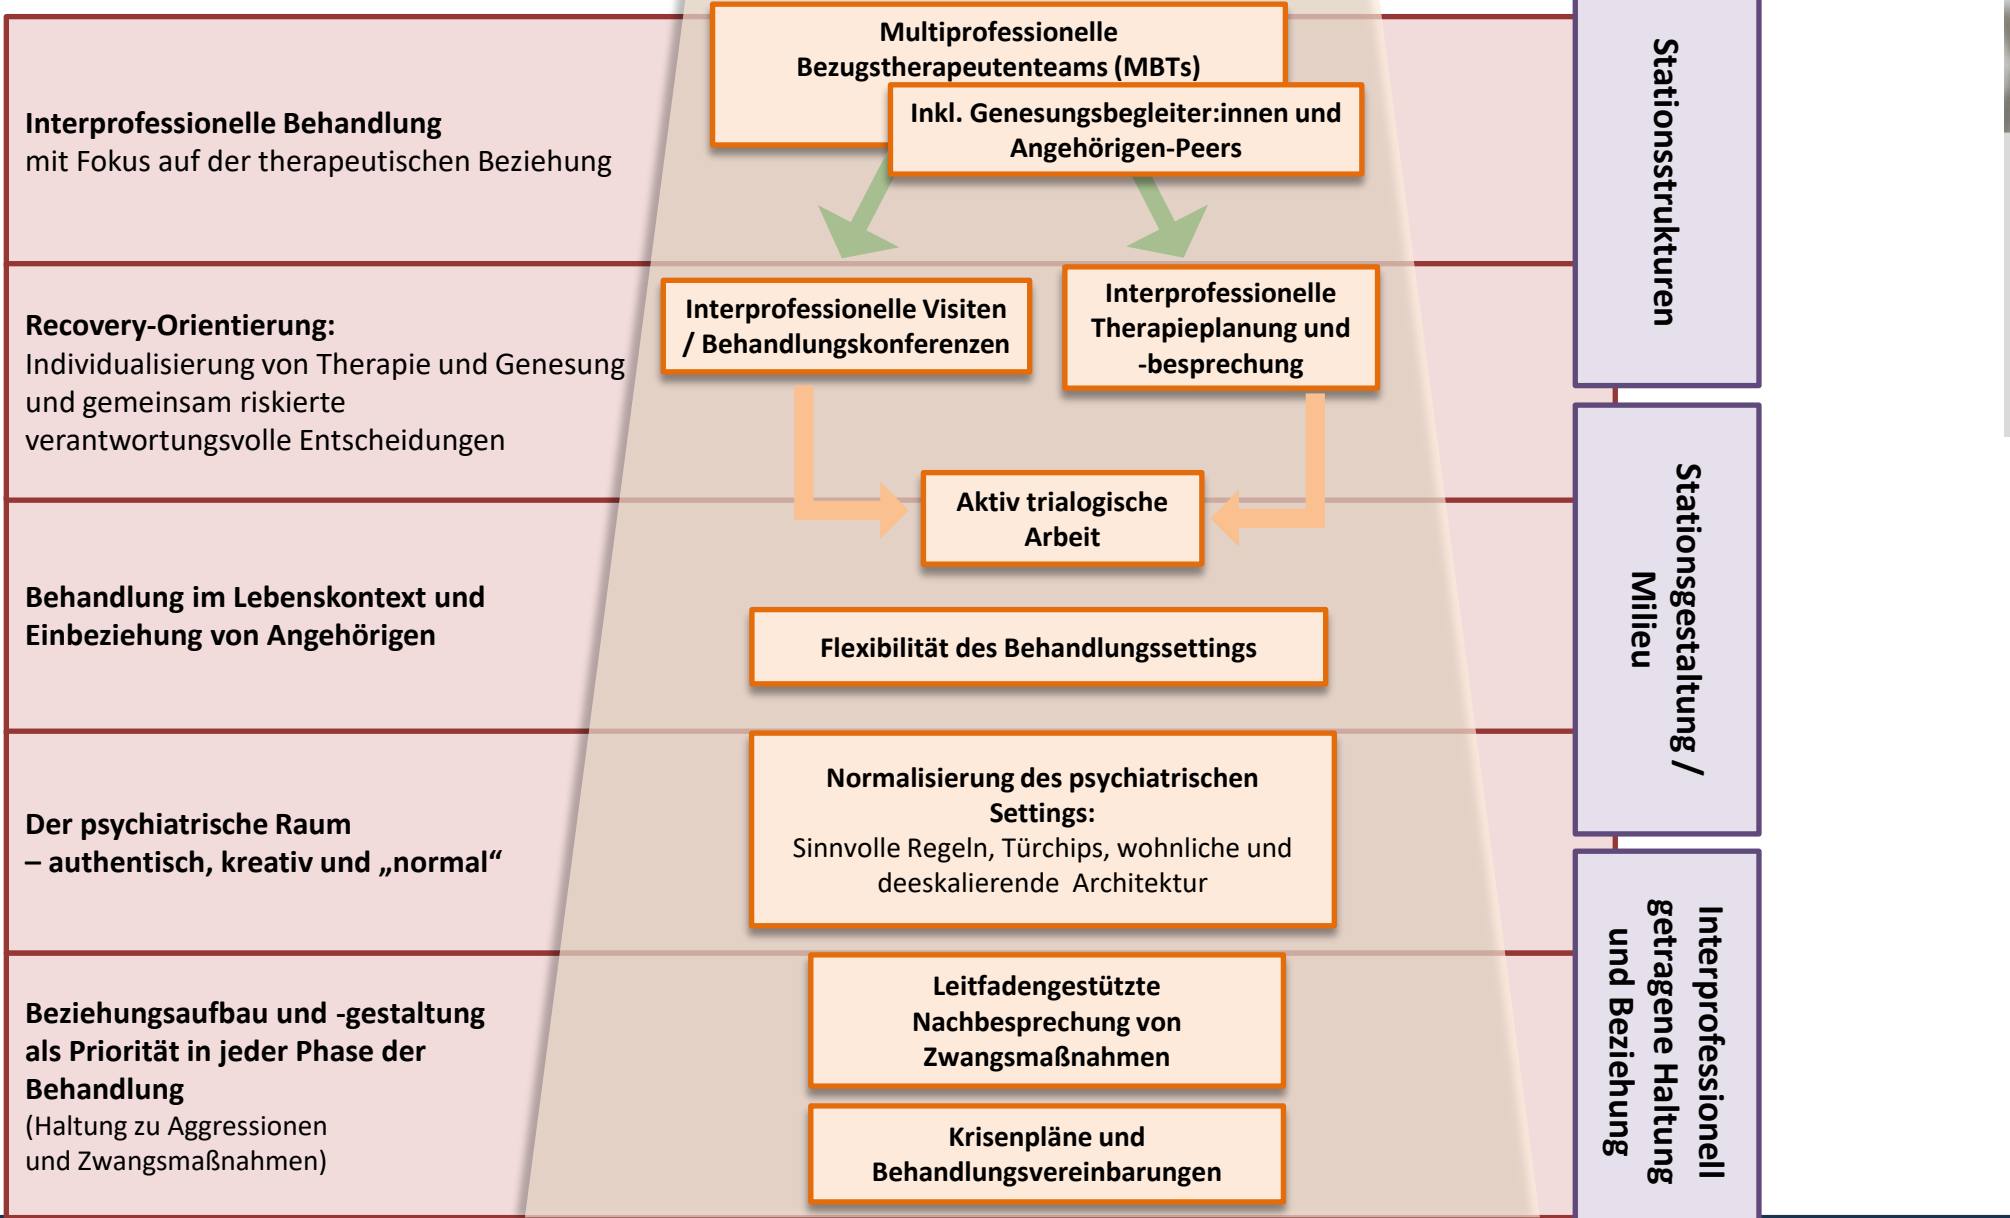 Interprofessionelle Behandlung
mit Fokus auf der therapeutischen Beziehung
Recovery-Orientierung:
Individualisierung von Therapie und Genesung
und gemeinsam riskierte
verantwortungsvolle Entscheidungen
Behandlung im Lebenskontext und
Einbeziehung von Angehörigen
Der psychiatrische Raum
– authentisch, kreativ und „normal“
Beziehungsaufbau und -gestaltung
als Priorität in jeder Phase der
Behandlung
(Haltung zu Aggressionen
und Zwangsmaßnahmen)
Multiprofessionelle
Bezugstherapeutenteams (MBTs)
Inkl. Genesungsbegleiter:innen und
Angehörigen-Peers
Interprofessionelle Visiten
/ Behandlungskonferenzen
Interprofessionelle
Therapieplanung und
-besprechung
Aktiv trialogische
Arbeit
Flexibilität des Behandlungssettings
Normalisierung des psychiatrischen
Settings:
Sinnvolle Regeln, Türchips, wohnliche und
deeskalierende Architektur
Leitfadengestützte
Nachbesprechung von
Zwangsmaßnahmen
Krisenpläne und
Behandlungsvereinbarungen
Stationsstrukturen
Stationsgestaltung /
Milieu
Interprofessionell
getragene Haltung
und Beziehung